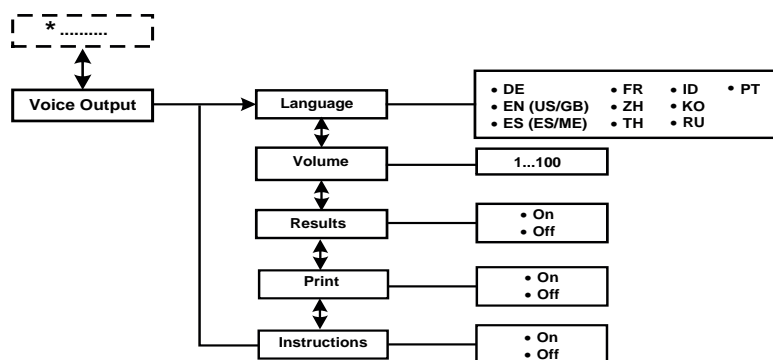 * ..........
Voice Output
Language
• DE • FR • ID • PT
• EN (US/GB) • ZH • KO
• ES (ES/ME) • TH • RU
Volume
1...100
Results
• On
• Off
Print
• On
• Off
Instructions
• On
• Off